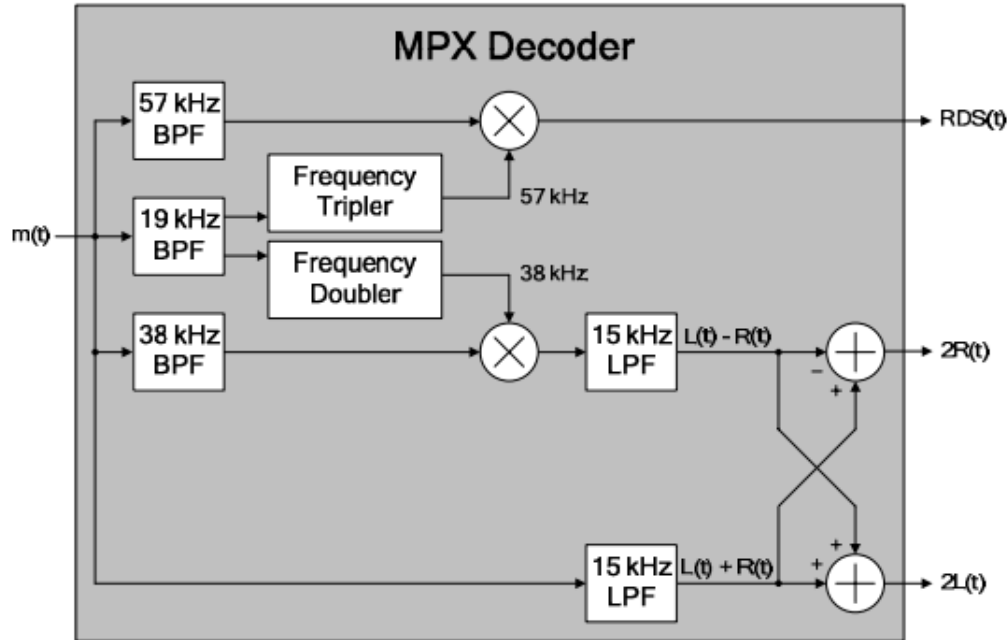 MPX Decoder
57 kHz
BPF
RDS(t)
Frequency
Tripler
57 kHz
19 kHz
BPF
m(t)
Frequency
Doubler
38 kHz
38 kHz
BPF
15 kHz
LPF
L(t) - R(t)
2R(t)
-
+
15 kHz
LPF
L(t) + R(t)
+
+
2L(t)